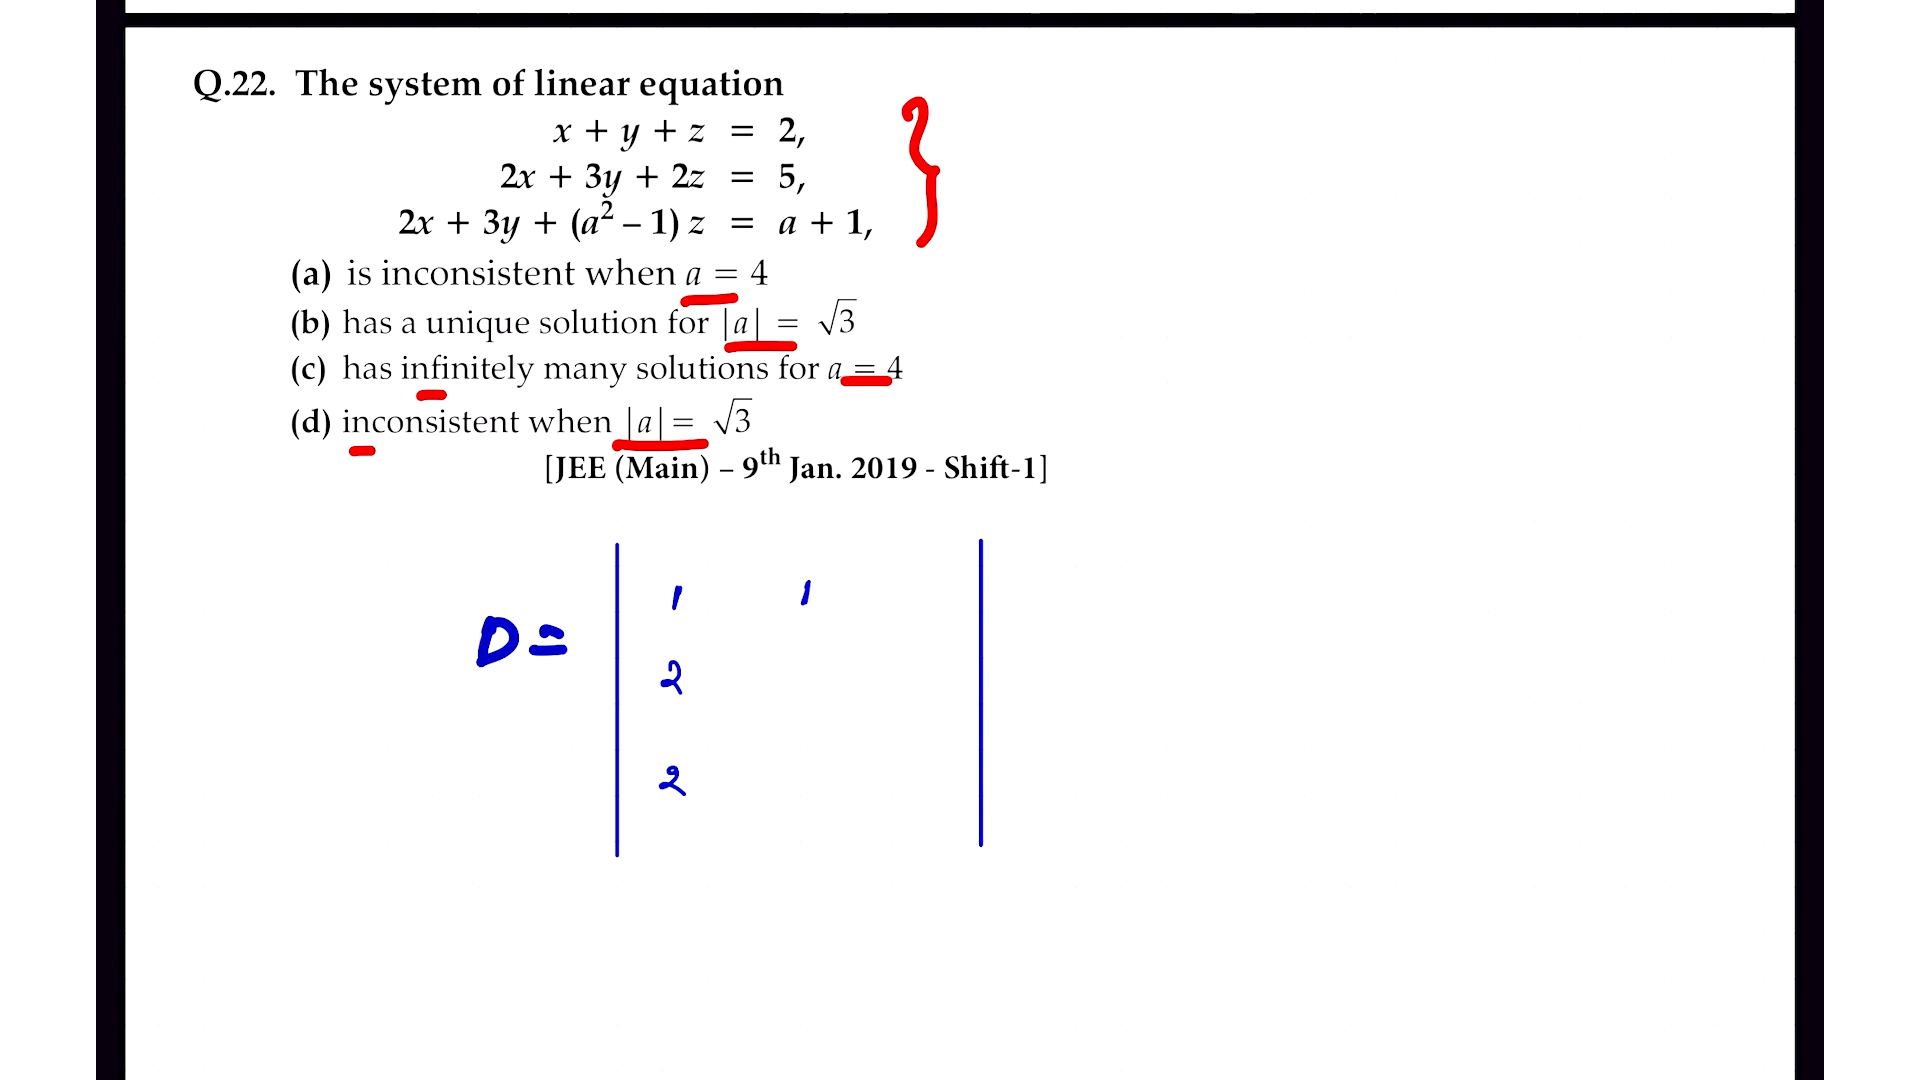 Q.22. The system of linear equation
x + y + z = 2,
2x + 3y + 2z = 5,
2x + 3y + (a² – 1) z = a + 1,
(a) is inconsistent when a = 4
(b) has a unique solution for |a| = √3
(c) has infinitely many solutions for a = 4
(d) inconsistent when |a| = √3
[JEE (Main) – 9th Jan. 2019 - Shift-1]
1 1
D =
2
2